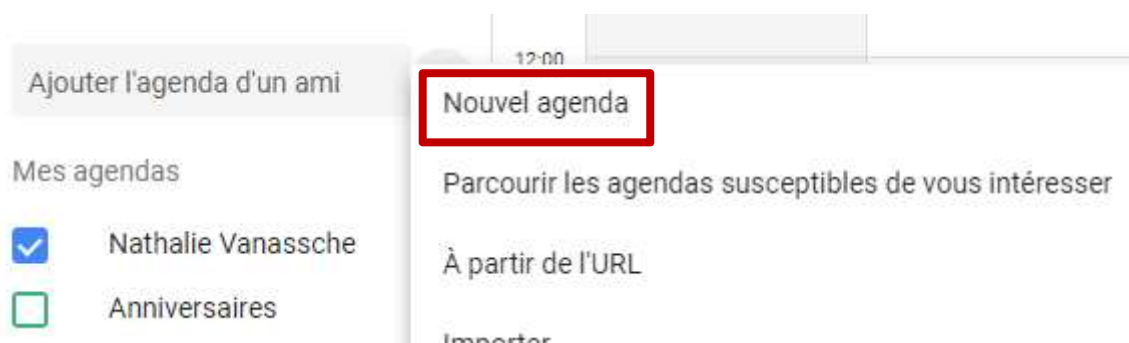 12:00
Ajouter l'agenda d'un ami
Nouvel agenda
Mes agendas
Parcourir les agendas susceptibles de vous intéresser
Nathalie Vanassche
À partir de l'URL
Anniversaires
Importer